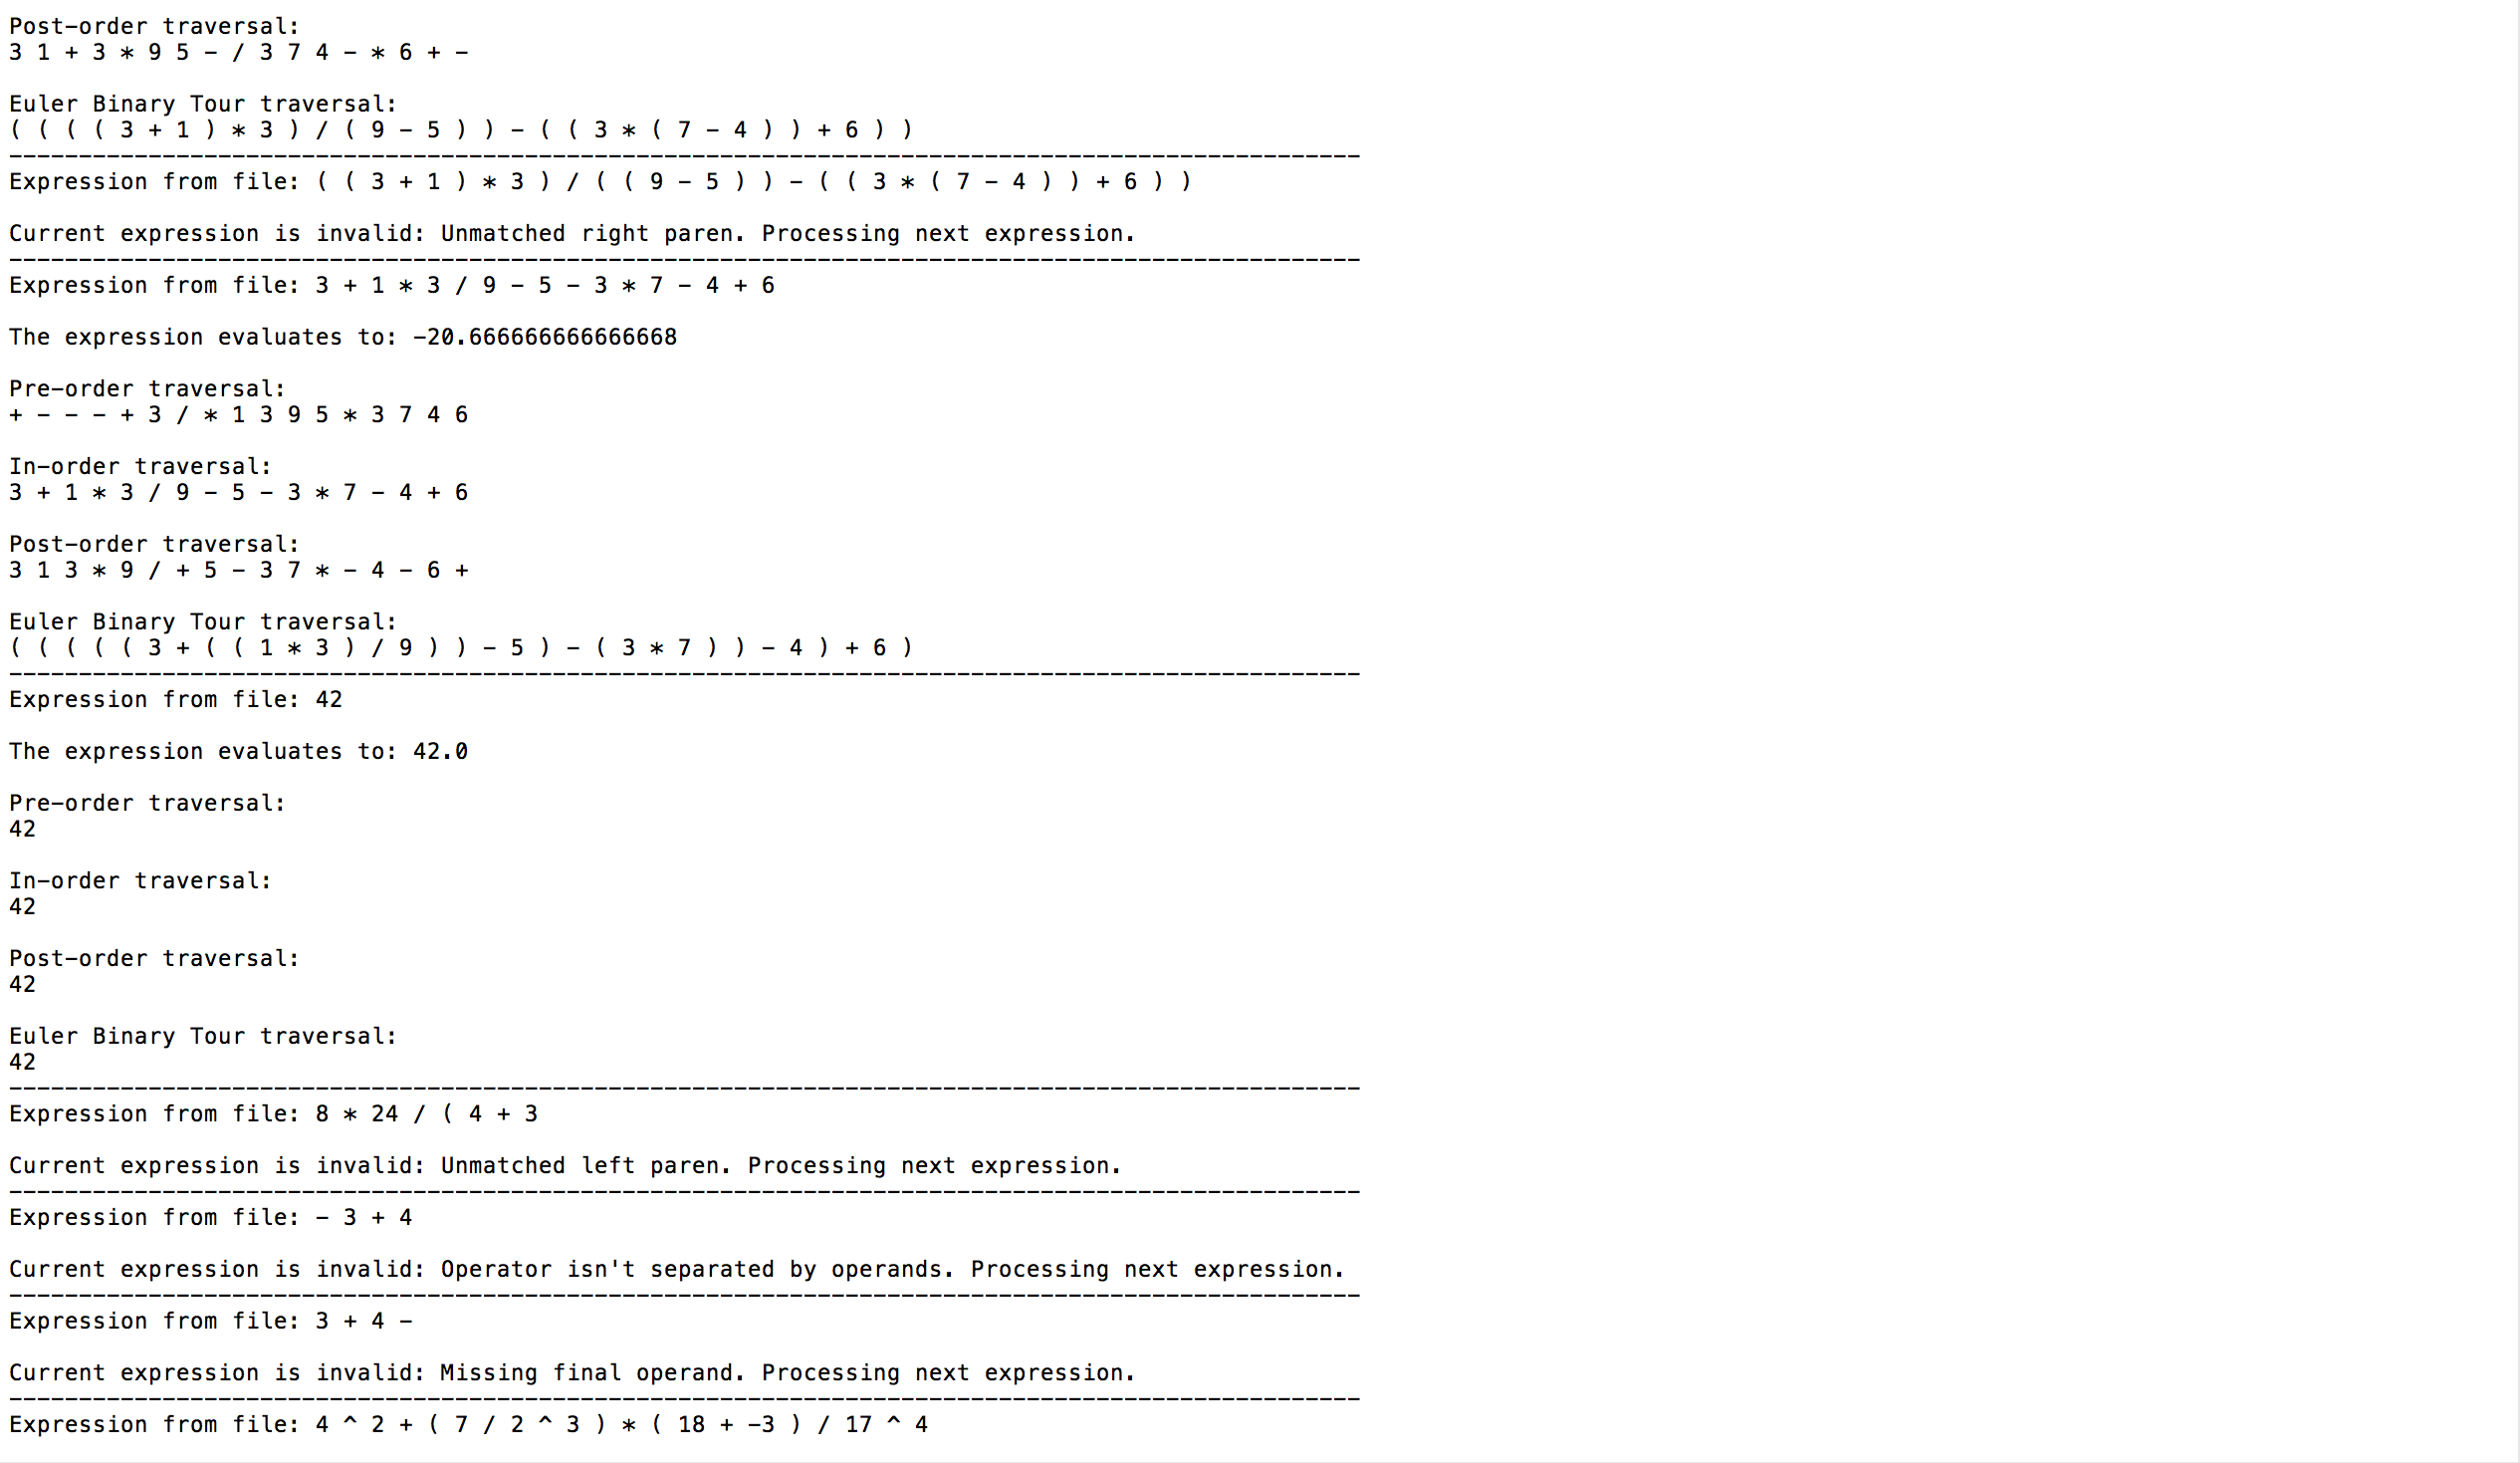 Post-order traversal:
3 1 + 3 * 9 5 - / 3 7 4 - * 6 + -
Euler Binary Tour traversal:
( ( ( ( 3 + 1 ) * 3 ) / ( 9 - 5 ) ) - ( ( 3 * ( 7 - 4 ) ) + 6 ) )
-------------------------------------------------------------------------------------------------
Expression from file: ( ( 3 + 1 ) * 3 ) / ( ( 9 - 5 ) ) - ( ( 3 * ( 7 - 4 ) ) + 6 ) )
Current expression is invalid: Unmatched right paren. Processing next expression.
-------------------------------------------------------------------------------------------------
Expression from file: 3 + 1 * 3 / 9 - 5 - 3 * 7 - 4 + 6
The expression evaluates to: -20.666666666666668
Pre-order traversal:
+ - - - + 3 / * 1 3 9 5 * 3 7 4 6
In-order traversal:
3 + 1 * 3 / 9 - 5 - 3 * 7 - 4 + 6
Post-order traversal:
3 1 3 * 9 / + 5 - 3 7 * - 4 - 6 +
Euler Binary Tour traversal:
( ( ( ( ( 3 + ( ( 1 * 3 ) / 9 ) ) - 5 ) - ( 3 * 7 ) ) - 4 ) + 6 )
-------------------------------------------------------------------------------------------------
Expression from file: 42
The expression evaluates to: 42.0
Pre-order traversal:
42
In-order traversal:
42
Post-order traversal:
42
Euler Binary Tour traversal:
42
-------------------------------------------------------------------------------------------------
Expression from file: 8 * 24 / ( 4 + 3
Current expression is invalid: Unmatched left paren. Processing next expression.
-------------------------------------------------------------------------------------------------
Expression from file: - 3 + 4
Current expression is invalid: Operator isn't separated by operands. Processing next expression.
-------------------------------------------------------------------------------------------------
Expression from file: 3 + 4 -
Current expression is invalid: Missing final operand. Processing next expression.
-------------------------------------------------------------------------------------------------
Expression from file: 4 ^ 2 + ( 7 / 2 ^ 3 ) * ( 18 + -3 ) / 17 ^ 4